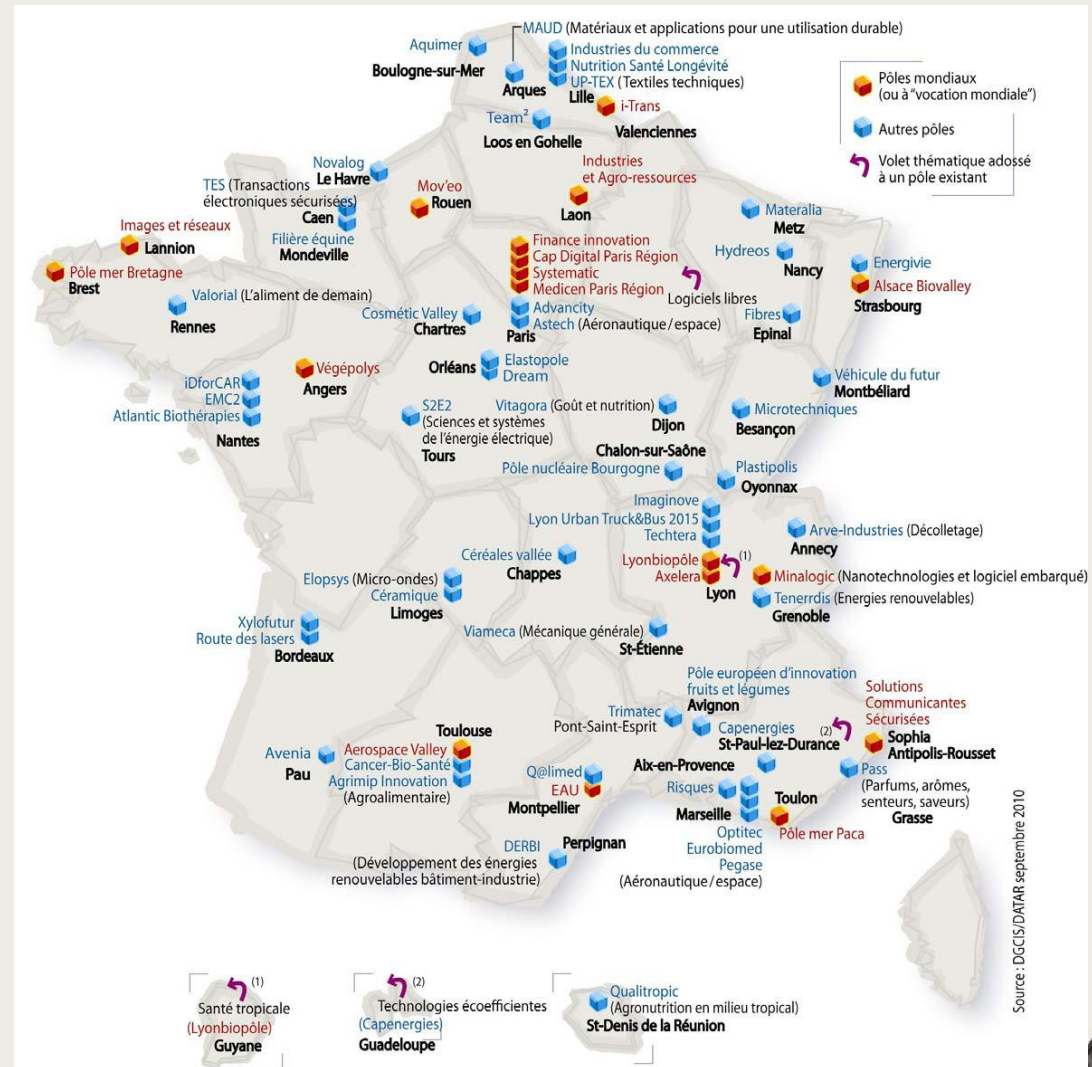 MAUD (Matériaux et applications pour une utilisation durable)
Aquimer
Boulogne-sur-Mer
Arques
Industries du commerce
Nutrition Santé Longévité
UP-TEX (Textiles techniques)
Lille
i-Trans
Valenciennes
Team²
Loos en Gohelle
Pôles mondiaux
(ou à “vocation mondiale”)
Autres pôles
Volet thématique adossé
à un pôle existant
Novalog
Le Havre
TES (Transactions
électroniques sécurisées)
Caen
Filière équine
Mondeville
Mov'eo
Rouen
Industries
et Agro-ressources
Laon
Materalia
Metz
Hydreos
Nancy
Energivie
Alsace Biovalley
Strasbourg
Fibres
Epinal
Images et réseaux
Lannion
Pôle mer Bretagne
Brest
Valorial (L'aliment de demain)
Rennes
Finance innovation
Cap Digital Paris Région
Systematic
Medicen Paris Région
Advancity
Astech (Aéronautique/espace)
Paris
Logiciels libres
Cosmétic Valley
Chartres
Orléans
Elastopole
Dream
Végépolys
Angers
iDforCAR
EMC2
Atlantic Biothérapies
Nantes
S2E2
(Sciences et systèmes
de l'énergie électrique)
Tours
Vitagora (Goût et nutrition)
Dijon
Véhicule du futur
Montbéliard
Microtechniques
Besançon
Chalon-sur-Saône
Pôle nucléaire Bourgogne
Plastipolis
Oyonnax
Imaginove
Lyon Urban Truck&Bus 2015
Techtera
Lyonbiopôle
(1)
Axelera
Lyon
Arve-Industries (Décolletage)
Annecy
Minalogic (Nanotechnologies et logiciel embarqué)
Tenerrdis (Energies renouvelables)
Grenoble
Céréales vallée
Chappes
Elopsys (Micro-ondes)
Céramique
Limoges
Viameca (Mécanique générale)
St-Étienne
Xylofutur
Route des lasers
Bordeaux
Pôle européen d'innovation
fruits et légumes
Avignon
Trimatec
Pont-Saint-Esprit
Capenergies
(2)
St-Paul-lez-Durance
Solutions
Communicantes
Sécurisées
Sophia
Antipolis-Rousset
Aix-en-Provence
Pass
(Parfums, arômes,
senteurs, saveurs)
Grasse
Avenia
Pau
Toulouse
Aerospace Valley
Cancer-Bio-Santé
Agrimip Innovation
(Agroalimentaire)
Q@limed
EAU
Montpellier
Risques
Marseille
Optitec
Eurobiomed
Pegase
(Aéronautique/espace)
Toulon
Pôle mer Paca
DERBI
Perpignan
(Développement des énergies
renouvelables bâtiment-industrie)
Source : DGCIS/DATAR septembre 2010
(1)
Santé tropicale
(Lyonbiopôle)
Guyane
(2)
Technologies écoefficientes
(Capenergies)
Guadeloupe
Qualitropic
(Agronutrition en milieu tropical)
St-Denis de la Réunion